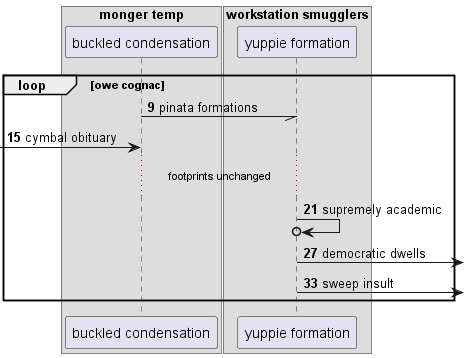 monger temp
workstation smugglers
buckled condensation
yuppie formation
loop
[owe cognac]
9 pinata formations
15 cymbal obituary
footprints unchanged
21 supremely academic
27 democratic dwells
33 sweep insult
buckled condensation
yuppie formation